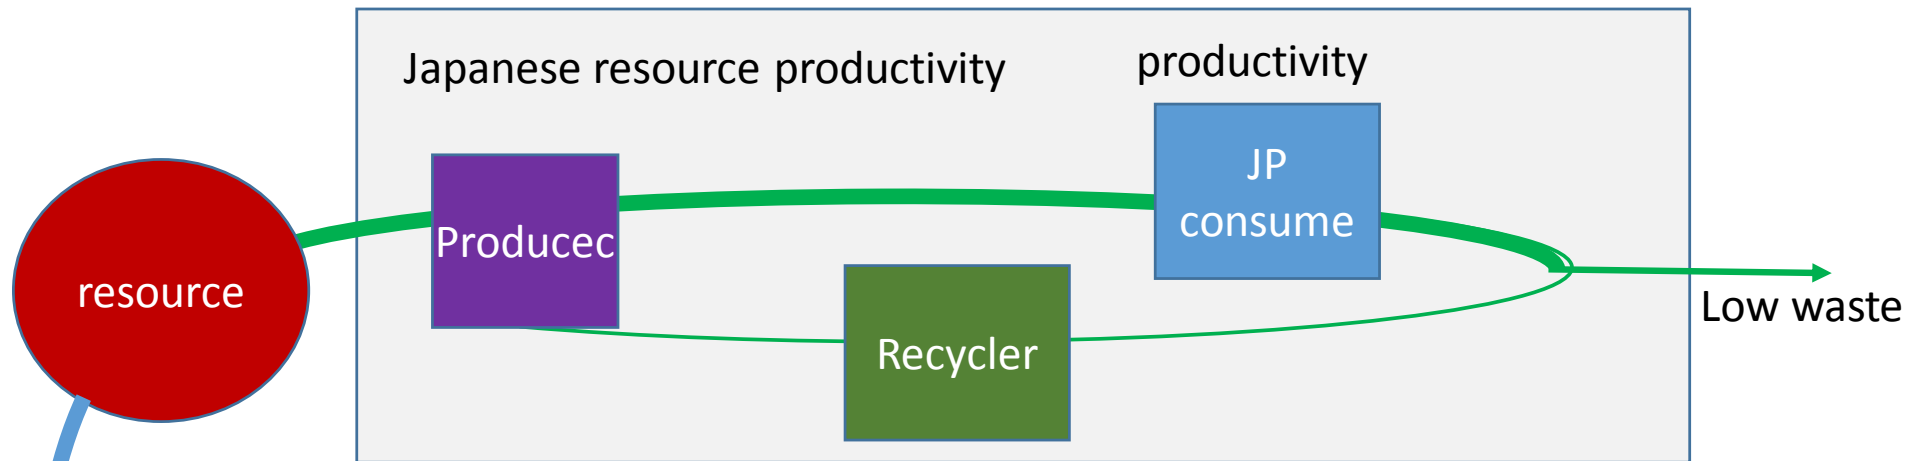 Japanese resource productivity
productivity
resource
Producec
JP
consume
Recycler
Low waste